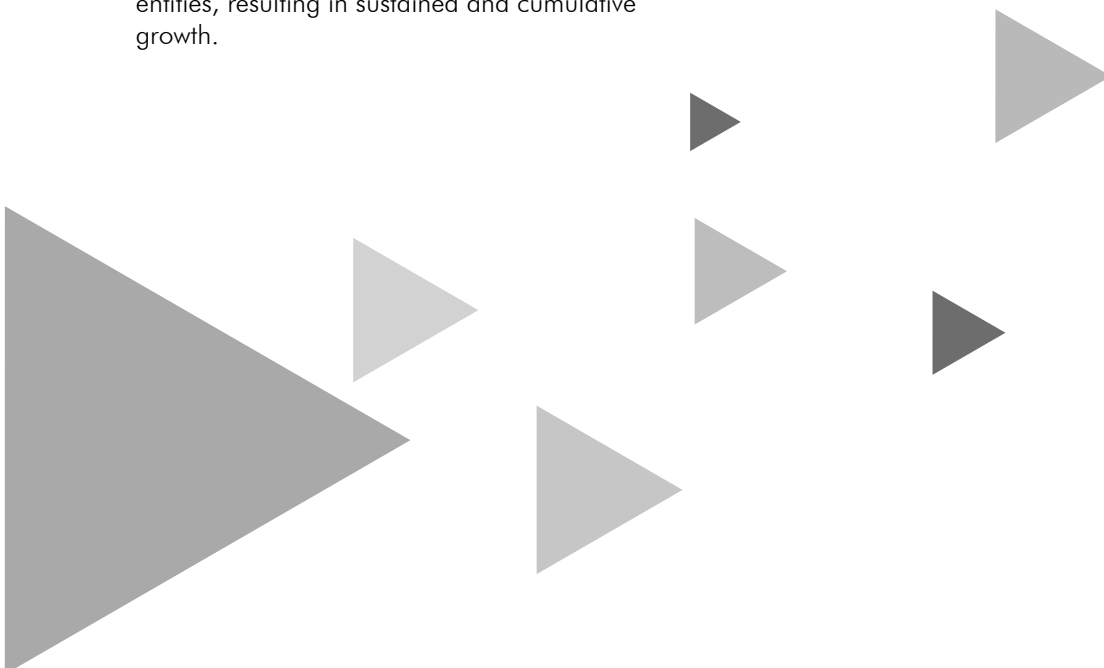 entities, resulting in sustained and cumulative
growth.